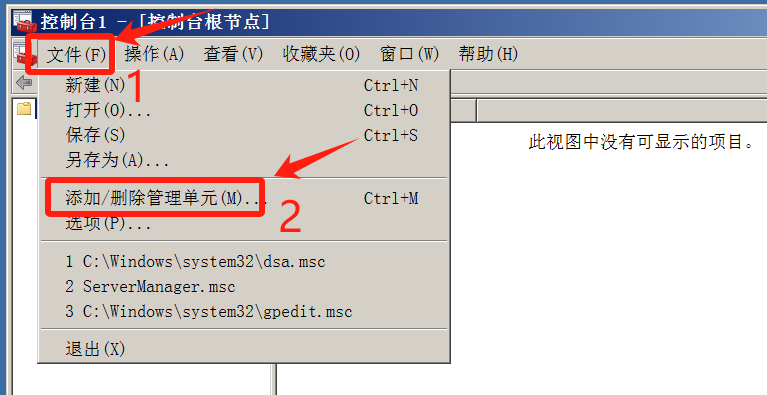 控制台1 - [控制台根节点]
文件(F) 操作(A) 查看(V) 收藏夹(O) 窗口(W) 帮助(H)
1
新建(N) Ctrl+N
打开(O)... Ctrl+O
保存(S) Ctrl+S
另存为(A)...
此视图中没有可显示的项目。
添加/删除管理单元(M)... Ctrl+M
2
选项(P)...
1 C:\Windows\system32\dsa.msc
2 ServerManager.msc
3 C:\Windows\system32\gpedit.msc
退出(X)